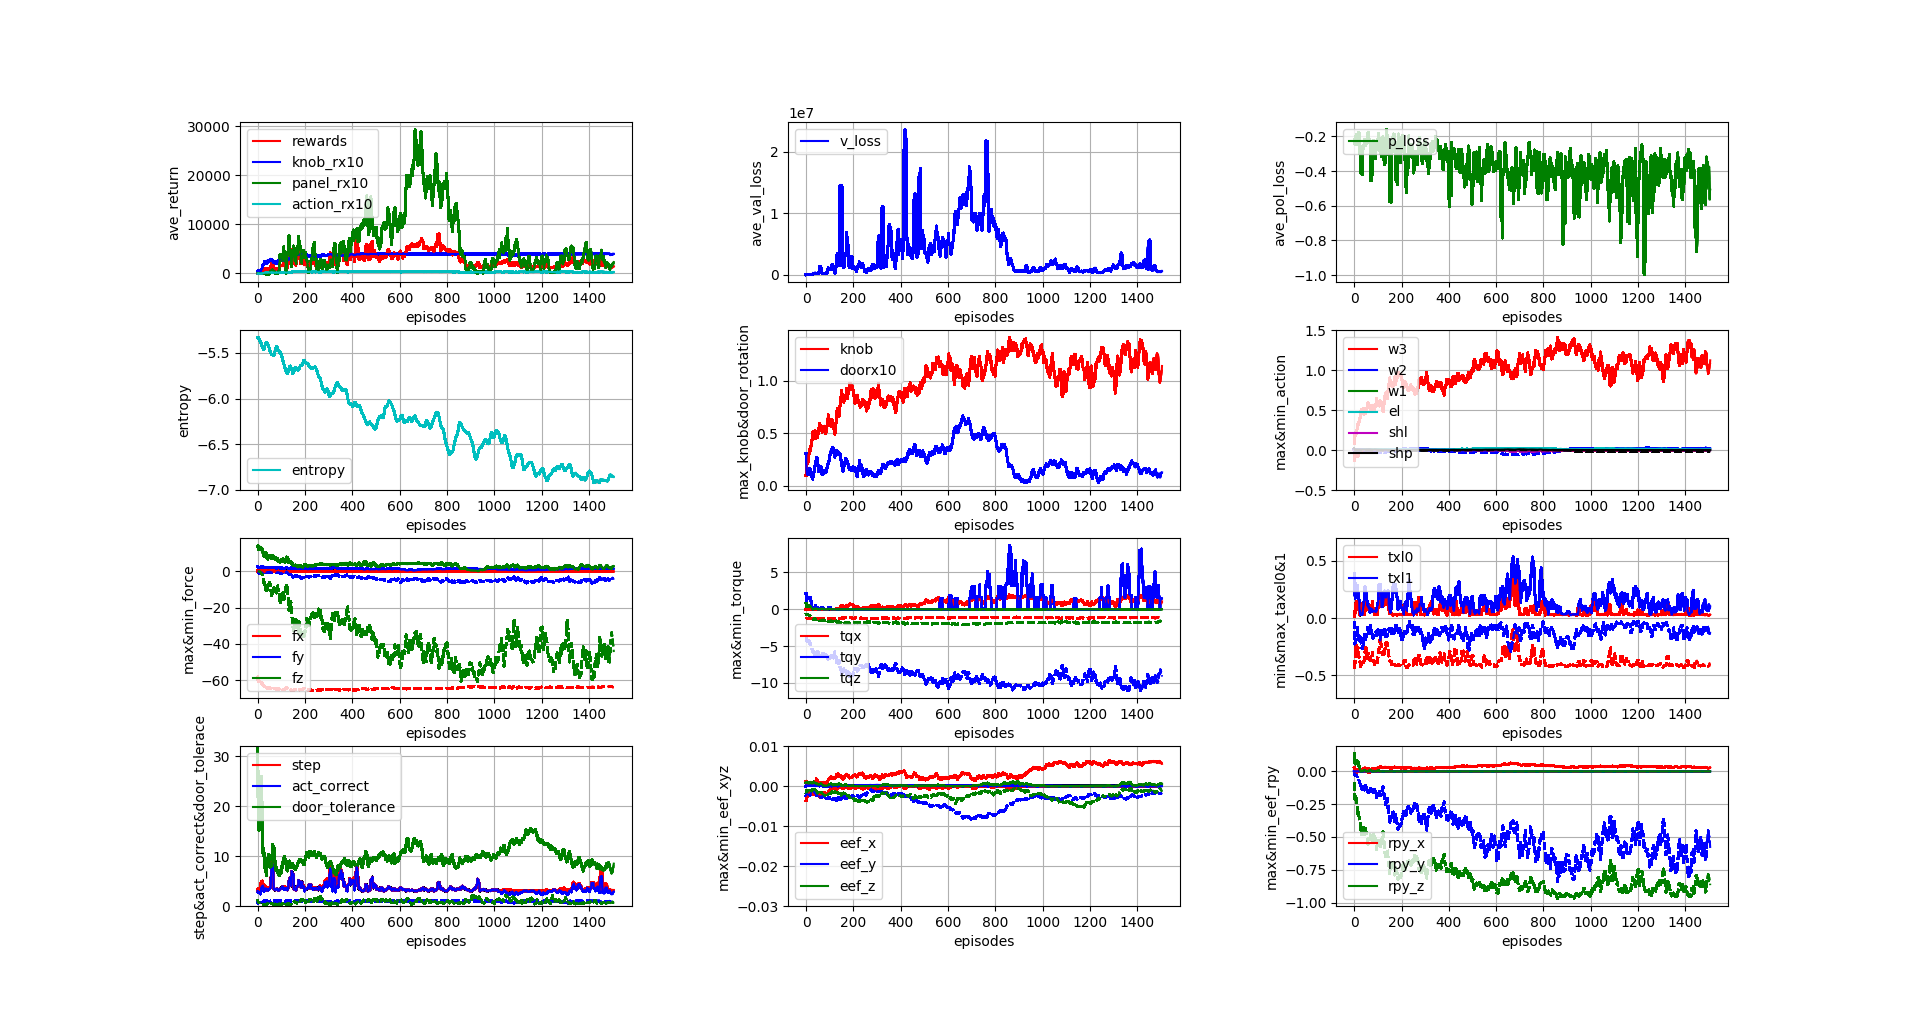 ave_return
30000
20000
10000
0
rewards
knob_rx10
panel_rx10
action_rx10
0 200 400 600 800 1000 1200 1400
episodes
1e7
ave_val_loss
2
1
0
v_loss
0 200 400 600 800 1000 1200 1400
episodes
ave_pol_loss
−0.2
−0.4
−0.6
−0.8
−1.0
p_loss
0 200 400 600 800 1000 1200 1400
episodes
entropy
−5.5
−6.0
−6.5
−7.0
entropy
0 200 400 600 800 1000 1200 1400
episodes
max_knob&door_rotation
1.0
0.5
0.0
knob
doorx10
0 200 400 600 800 1000 1200 1400
episodes
max&min_action
1.5
1.0
0.5
0.0
−0.5
w3
w2
w1
el
shl
shp
0 200 400 600 800 1000 1200 1400
episodes
max&min_force
0
−20
−40
−60
fx
fy
fz
0 200 400 600 800 1000 1200 1400
episodes
max&min_torque
5
0
−5
−10
tqx
tqy
tqz
0 200 400 600 800 1000 1200 1400
episodes
min&max_taxel0&1
0.5
0.0
−0.5
txl0
txl1
0 200 400 600 800 1000 1200 1400
episodes
step&act_correct&door_tolerace
30
20
10
0
step
act_correct
door_tolerance
0 200 400 600 800 1000 1200 1400
episodes
max&min_eef_xyz
0.01
0.00
−0.01
−0.02
−0.03
eef_x
eef_y
eef_z
0 200 400 600 800 1000 1200 1400
episodes
max&min_eef_rpy
0.00
−0.25
−0.50
−0.75
−1.00
rpy_x
rpy_y
rpy_z
0 200 400 600 800 1000 1200 1400
episodes